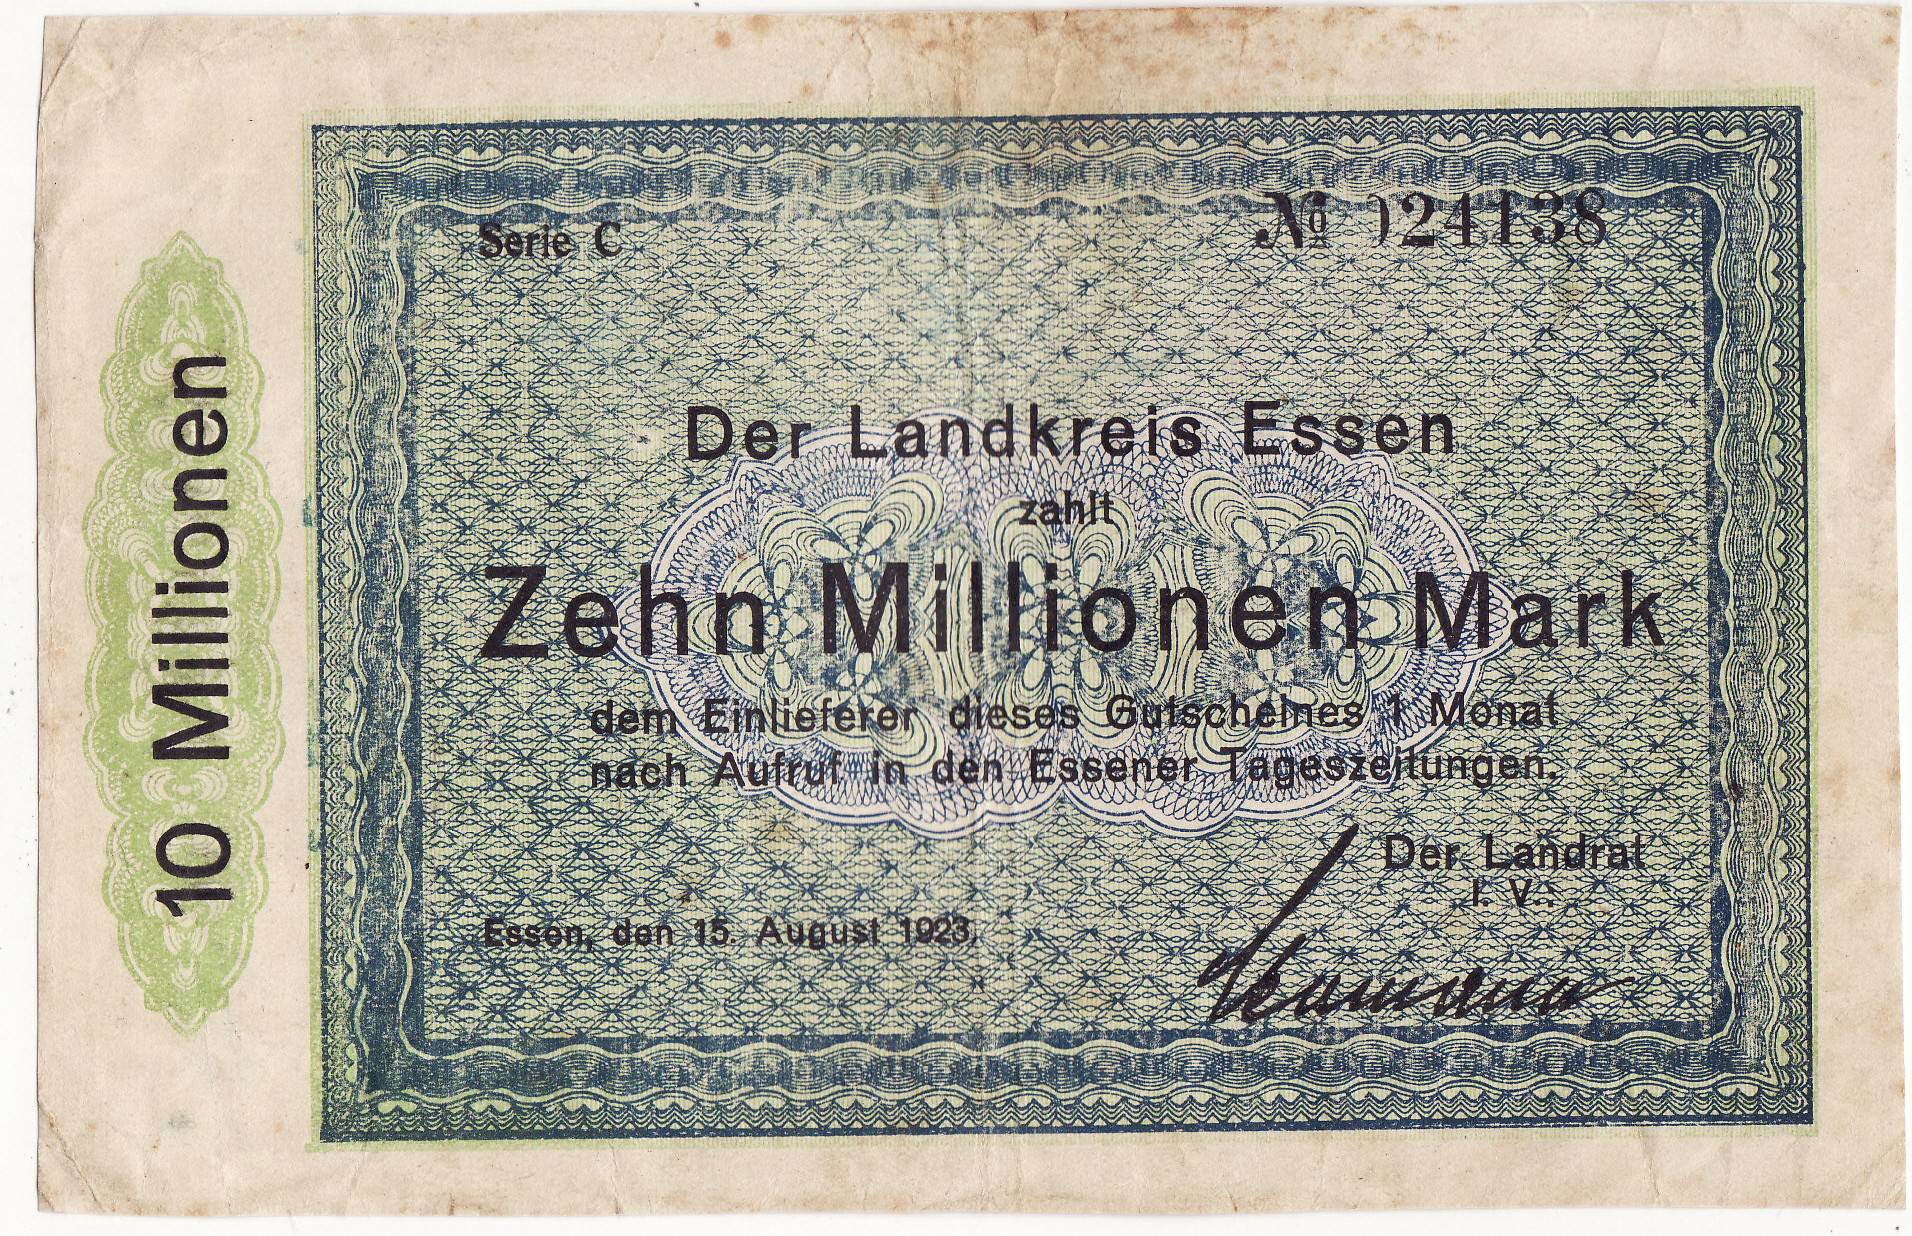 10 Millionen
Serie C
№ 024138
Der Landkreis Essen
zahlt
Zehn Millionen Mark
dem Einlieferer dieses Gutscheines 1 Monat
nach Aufruf in den Essener Tageszeitungen.
Der Landrat
I. V.:
Essen, den 15. August 1923.